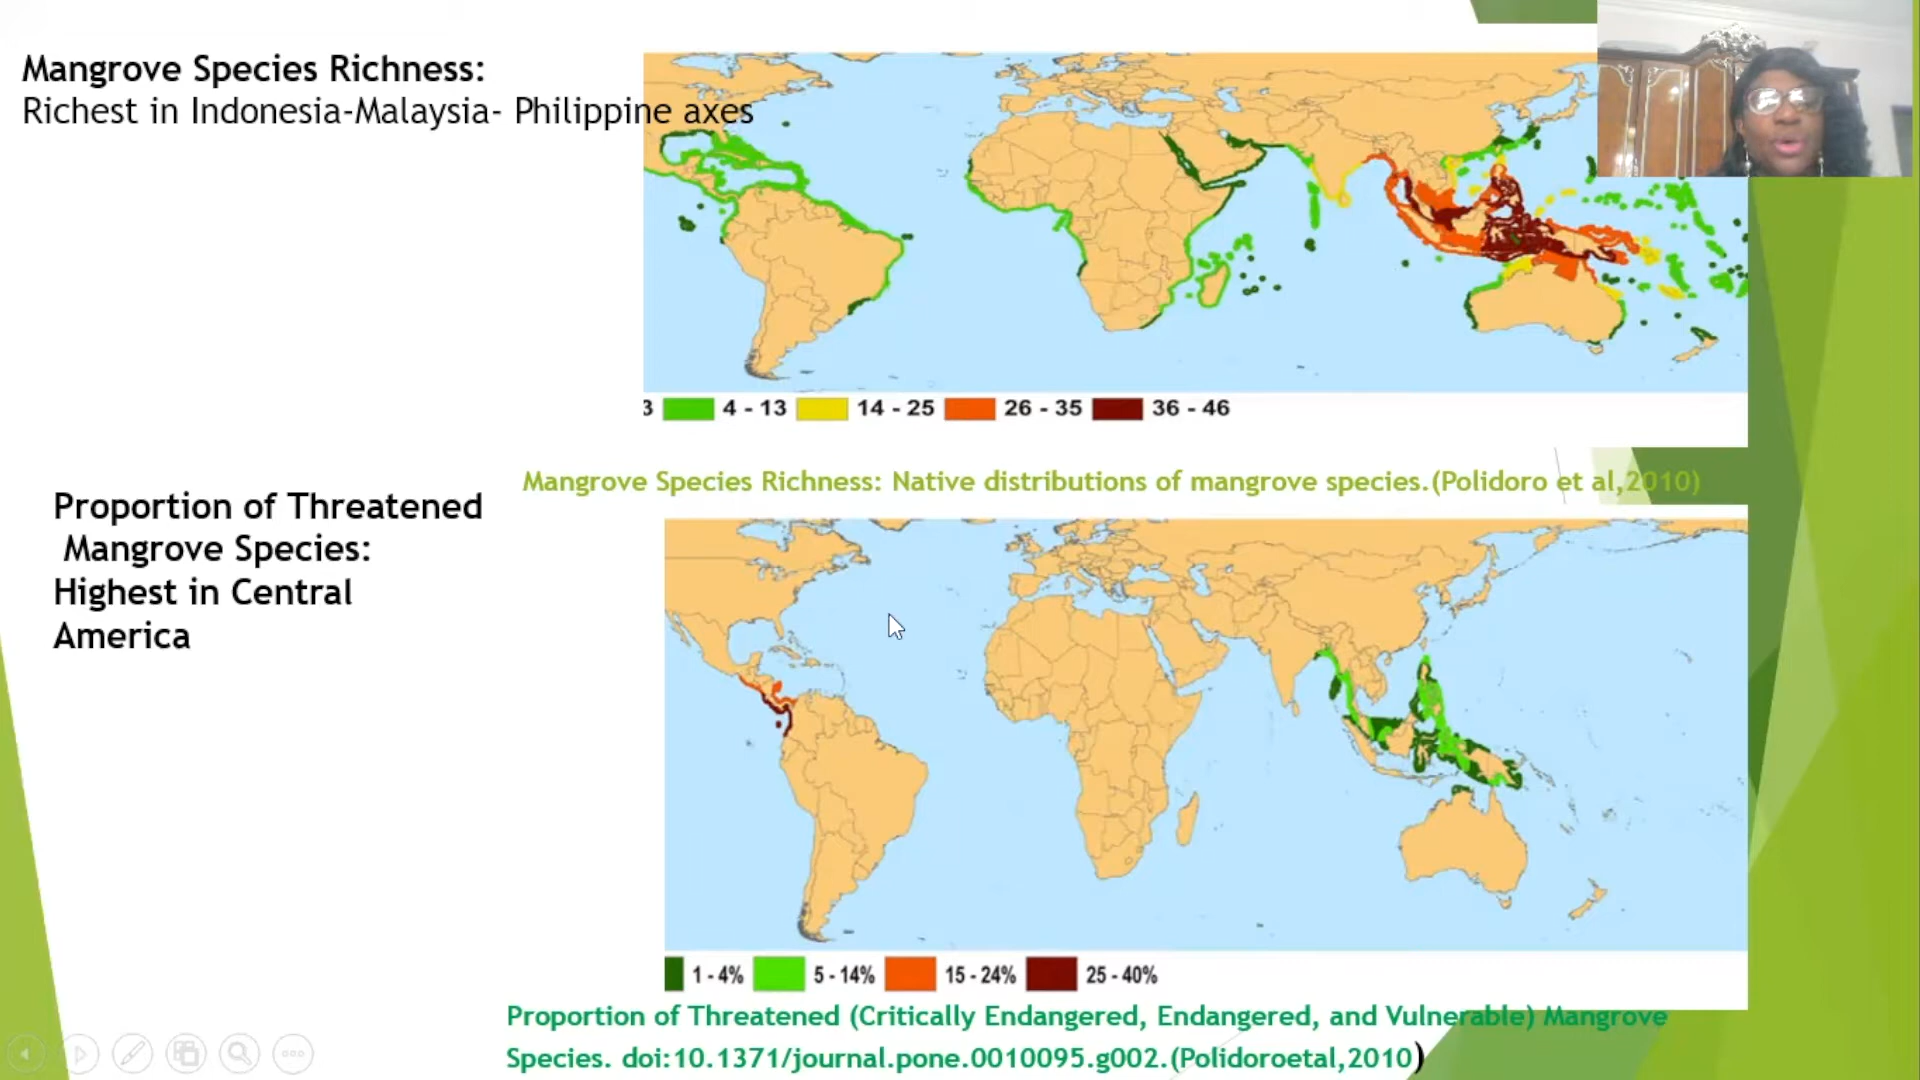 Mangrove Species Richness:
Richest in Indonesia-Malaysia- Philippine axes
3 4 - 13 14 - 25 26 - 35 36 - 46
Mangrove Species Richness: Native distributions of mangrove species.(Polidoro et al,2010)
Proportion of Threatened
Mangrove Species:
Highest in Central
America
1 - 4% 5 - 14% 15 - 24% 25 - 40%
Proportion of Threatened (Critically Endangered, Endangered, and Vulnerable) Mangrove
Species. doi:10.1371/journal.pone.0010095.g002.(Polidoroetal,2010)